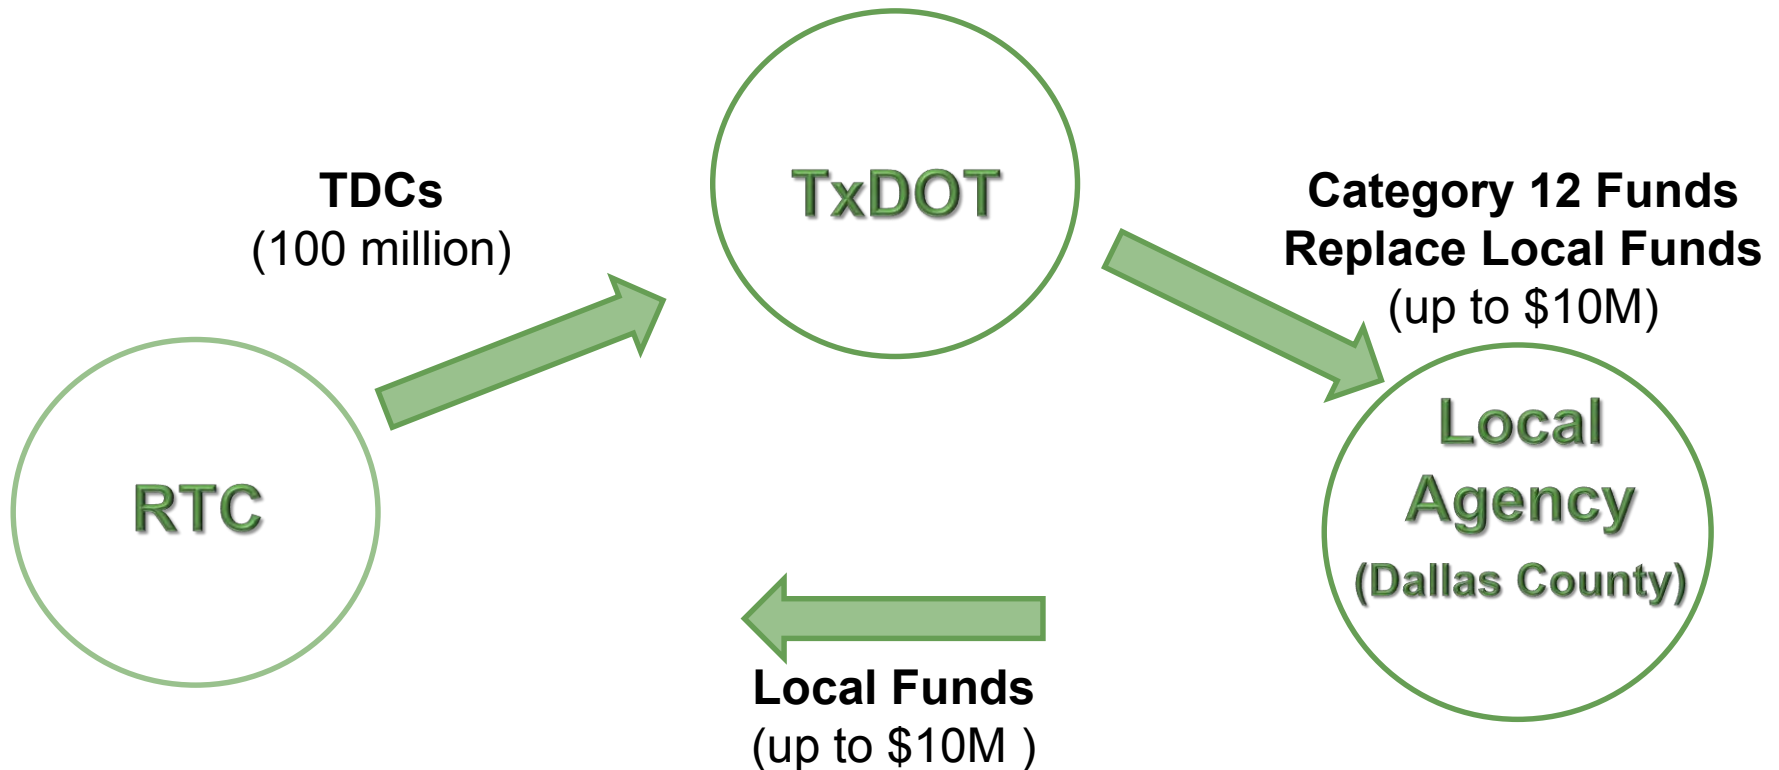 TxDOT
TDCs
(100 million)
Category 12 Funds
Replace Local Funds
(up to $10M)
RTC
Local
Agency
(Dallas County)
Local Funds
(up to $10M )